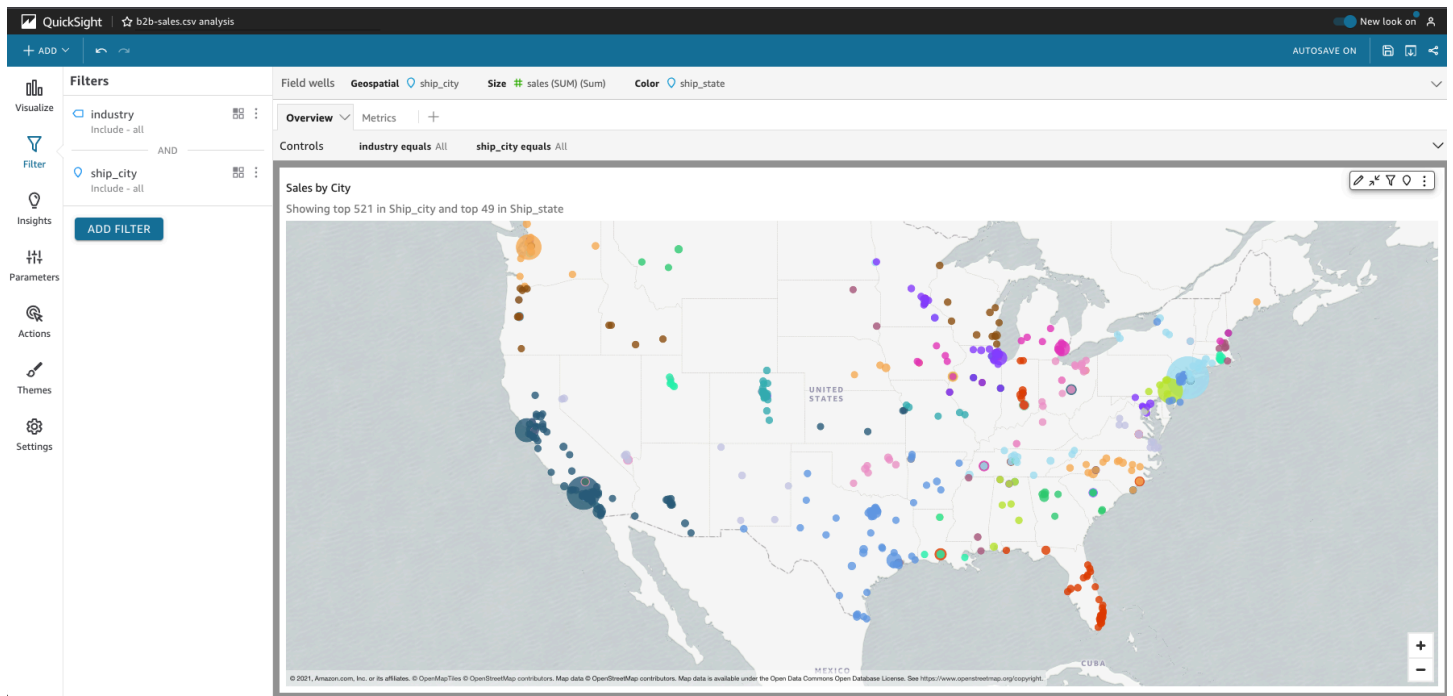 QuickSight b2b-sales.csv analysis New look on
+ ADD AUTOSAVE ON
Visualize
Filter
Insights
Parameters
Actions
Themes
Settings
Filters
industry
Include - all
AND
ship_city
Include - all
ADD FILTER
Field wells Geospatial ship_city Size # sales (SUM) (Sum) Color ship_state
Overview Metrics +
Controls industry equals All ship_city equals All
Sales by City
Showing top 521 in Ship_city and top 49 in Ship_state
UNITED
STATES
MEXICO
CUBA
+
−
© 2021, Amazon.com, Inc. or its affiliates. © OpenMapTiles © OpenStreetMap contributors. Map data © OpenStreetMap contributors. Map data is available under the Open Data Commons Open Database License. See https://www.openstreetmap.org/copyright.